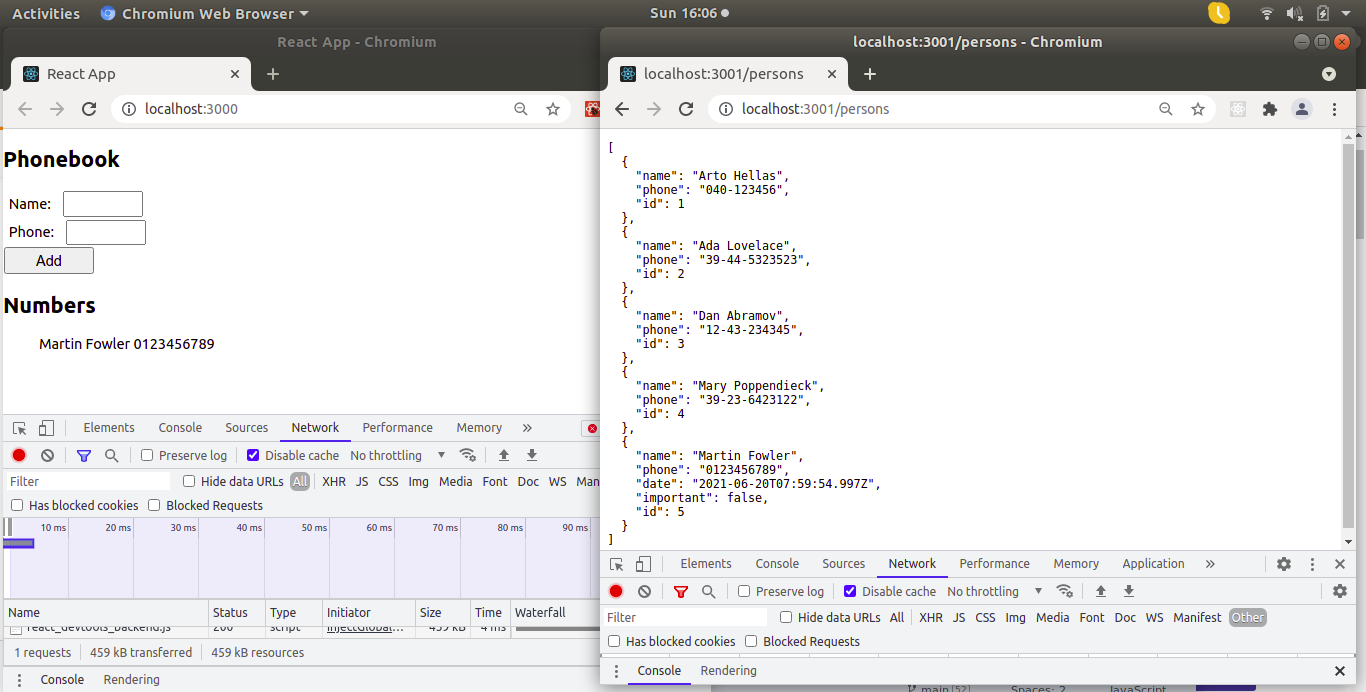 Activities Chromium Web Browser Sun 16:06
React App - Chromium
React App
localhost:3000
Phonebook
Name:
Phone:
Add
Numbers
Martin Fowler 0123456789
Elements Console Sources Network Performance Memory »
Preserve log Disable cache No throttling
Filter Hide data URLs All XHR JS CSS Img Media Font Doc WS
Has blocked cookies Blocked Requests
10 ms 20 ms 30 ms 40 ms 50 ms 60 ms 70 ms 80 ms 90 ms
Name Status Type Initiator Size Time Waterfall
react_devtools_backend.js 200 script injectGlobal... 459 kB 4 ms
1 requests 459 kB transferred 459 kB resources
Console Rendering
localhost:3001/persons - Chromium
localhost:3001/persons
localhost:3001/persons
[
{
"name": "Arto Hellas",
"phone": "040-123456",
"id": 1
},
{
"name": "Ada Lovelace",
"phone": "39-44-5323523",
"id": 2
},
{
"name": "Dan Abramov",
"phone": "12-43-234345",
"id": 3
},
{
"name": "Mary Poppendieck",
"phone": "39-23-6423122",
"id": 4
},
{
"name": "Martin Fowler",
"phone": "0123456789",
"date": "2021-06-20T07:59:54.997Z",
"important": false,
"id": 5
}
]
Elements Console Sources Network Performance Memory Application »
Preserve log Disable cache No throttling
Filter Hide data URLs All XHR JS CSS Img Media Font Doc WS Manifest Other
Has blocked cookies Blocked Requests
Console Rendering
main [52] Spaces: 2 JavaScript